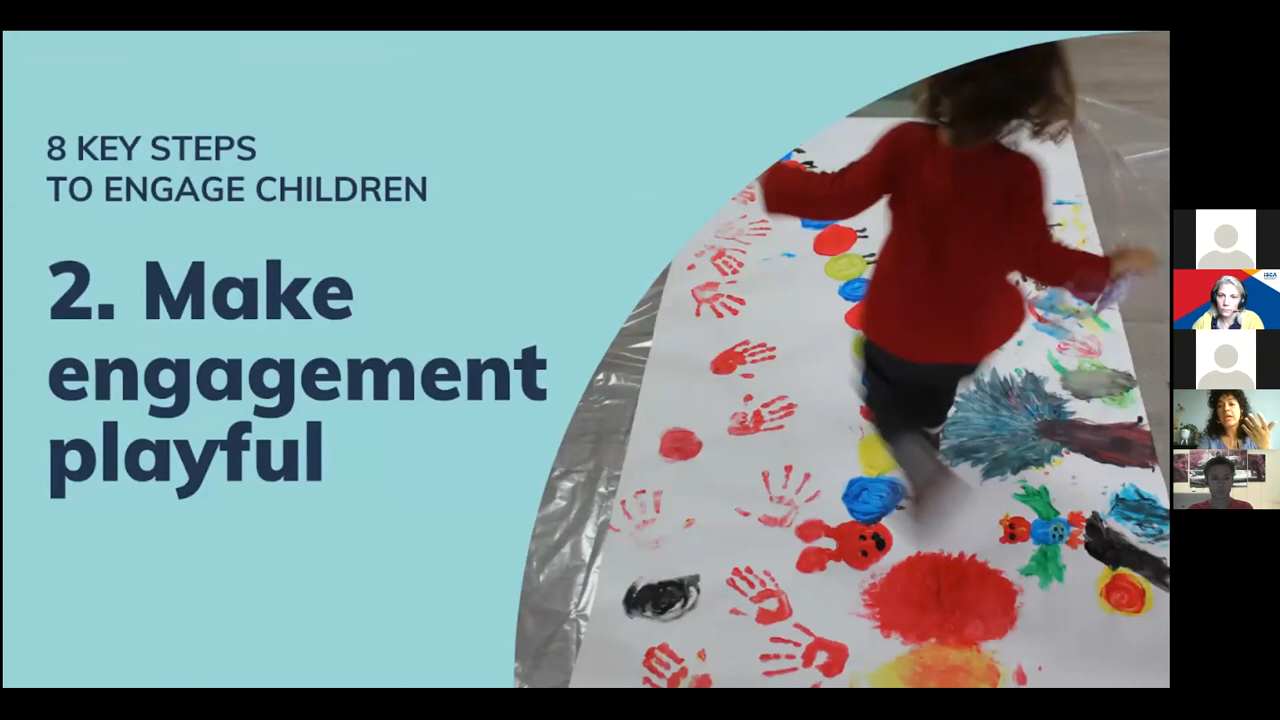 8 KEY STEPS
TO ENGAGE CHILDREN
2. Make
engagement
playful